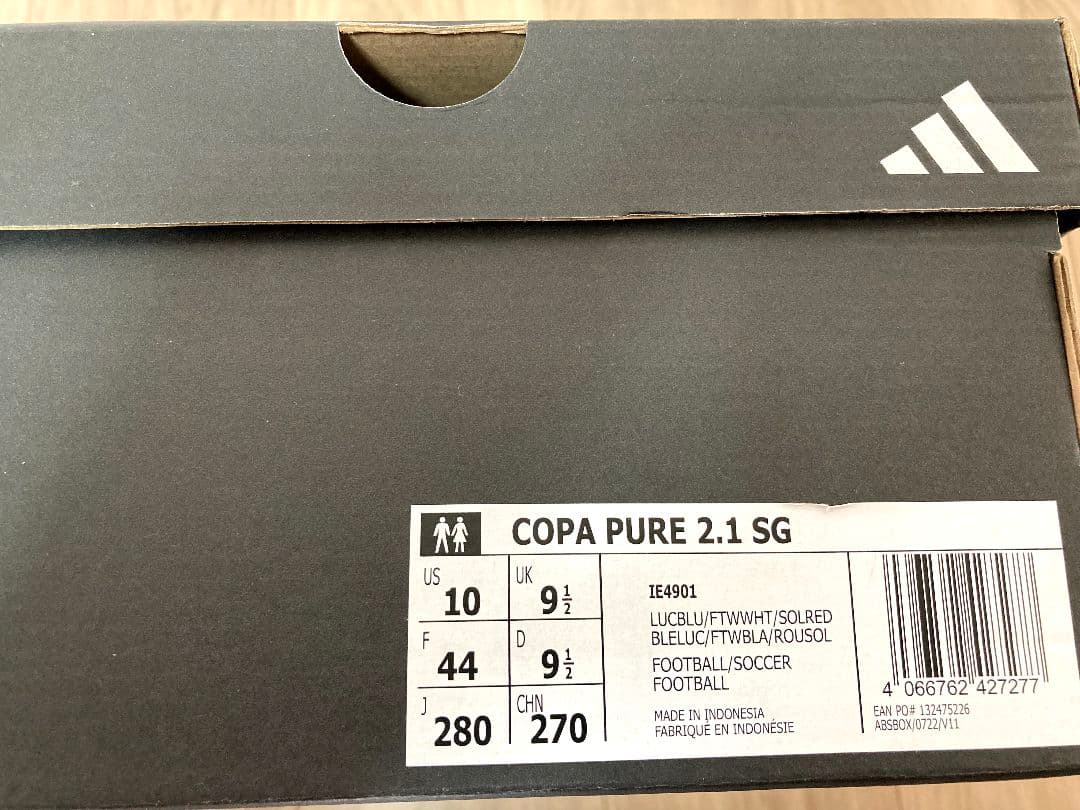 COPA PURE 2.1 SG
US 10 UK 9 1/2
F 44 D 9 1/2
J 280 CHN 270
IE4901
LUCBLU/FTWWHT/SOLRED
BLELUC/FTWBLA/ROUSOL
FOOTBALL/SOCCER
FOOTBALL
MADE IN INDONESIA
FABRIQUÉ EN INDONÉSIE
4 066762 427277
EAN PO# 132475226
ABSBOX/0722/V11